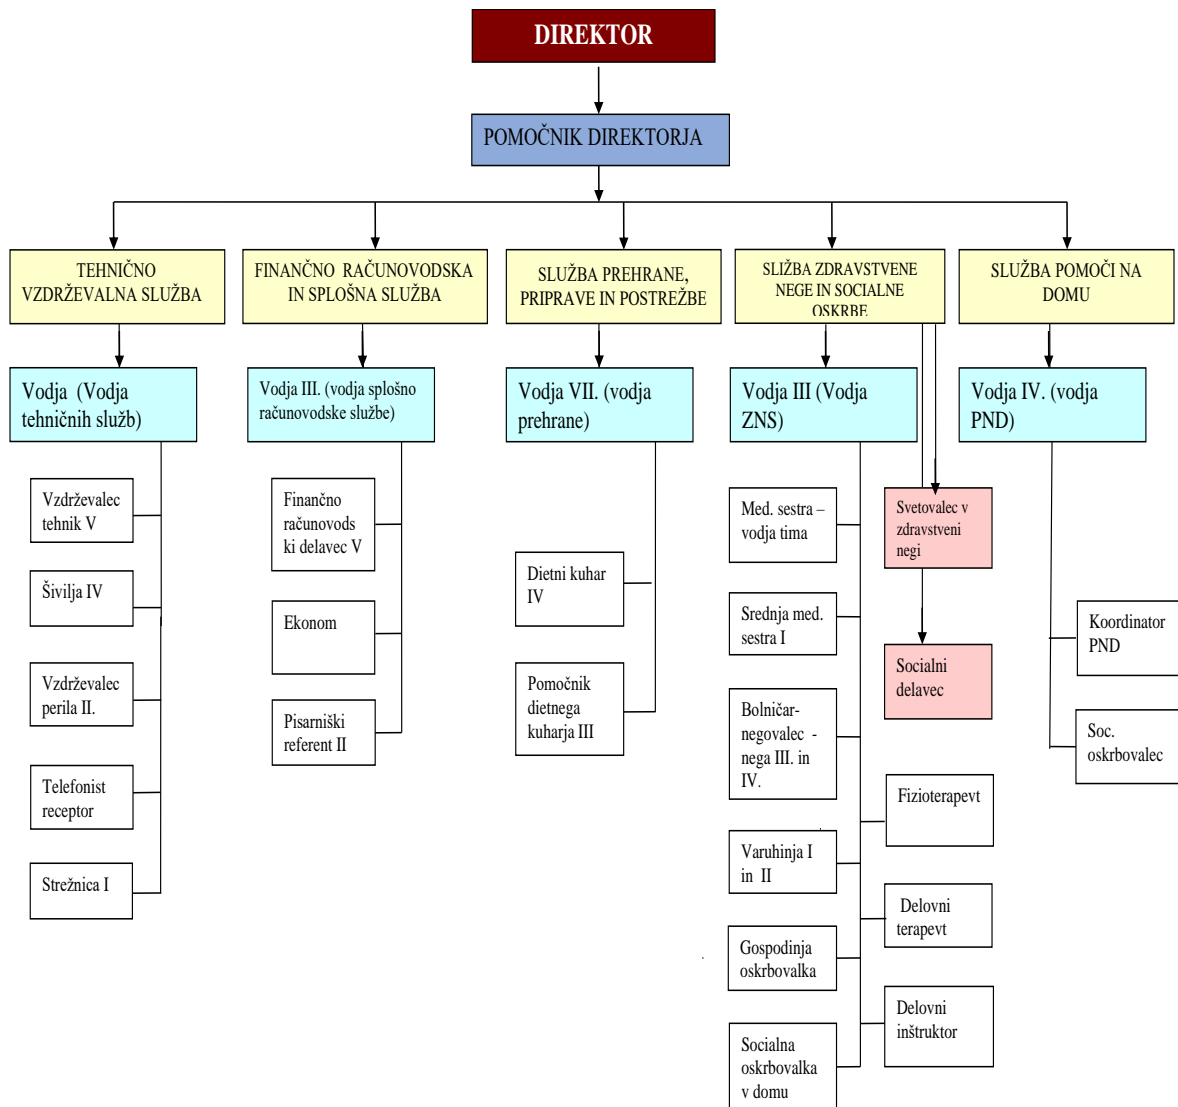 DIREKTOR
POMOČNIK DIREKTORJA
TEHNIČNO
VZDRŽEVALNA SLUŽBA
FINANČNO RAČUNOVODSKA
IN SPLOŠNA SLUŽBA
SLUŽBA PREHRANE,
PRIPRAVE IN POSTREŽBE
SLIŽBA ZDRAVSTVENE
NEGE IN SOCIALNE
OSKRBE
SLUŽBA POMOČI NA
DOMU
Vodja (Vodja
tehničnih služb)
Vodja III. (vodja splošno
računovodske službe)
Vodja VII. (vodja
prehrane)
Vodja III (Vodja
ZNS)
Vodja IV. (vodja
PND)
Vzdrževalec
tehnik V
Šivilja IV
Vzdrževalec
perila II.
Telefonist
receptor
Strežnica I
Finančno
računovods
ki delavec V
Ekonom
Pisarniški
referent II
Dietni kuhar
IV
Pomočnik
dietnega
kuharja III
Med. sestra –
vodja tima
Srednja med.
sestra I
Bolničar-
negovalec -
nega III. in
IV.
Varuhinja I
in II
Gospodinja
oskrbovalka
Socialna
oskrbovalka
v domu
Svetovalec v
zdravstveni
negi
Socialni
delavec
Fizioterapevt
Delovni
terapevt
Delovni
inštruktor
Koordinator
PND
Soc.
oskrbovalec